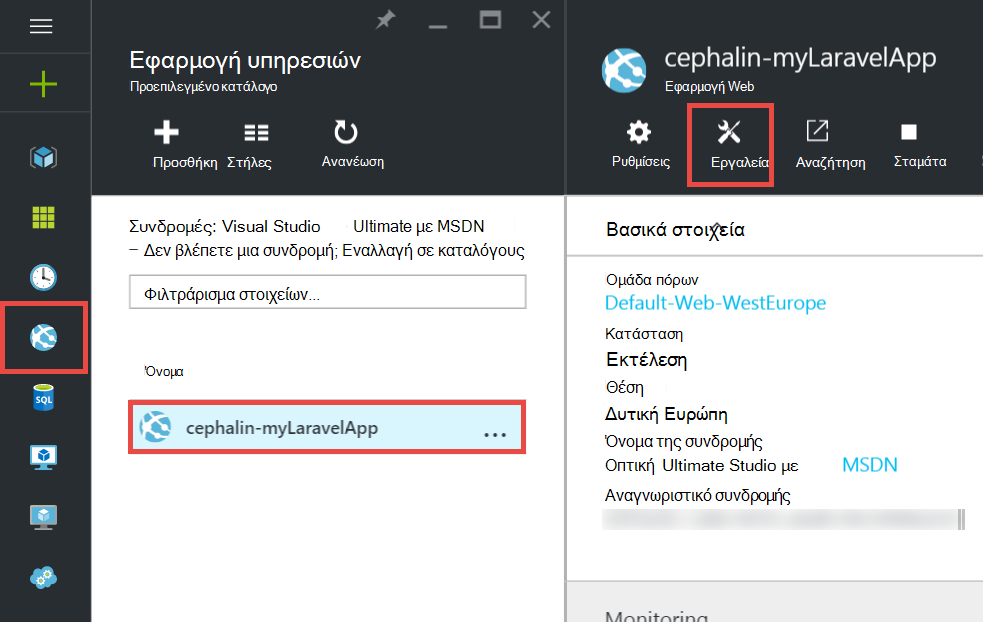 Εφαρμογή υπηρεσιών
Προεπιλεγμένο κατάλογο
Προσθήκη Στήλες Ανανέωση
Συνδρομές: Visual Studio Ultimate με MSDN
– Δεν βλέπετε μια συνδρομή; Εναλλαγή σε καταλόγους
Φιλτράρισμα στοιχείων...
Όνομα
cephalin-myLaravelApp ...
SQL
cephalin-myLaravelApp
Εφαρμογή Web
Ρυθμίσεις Εργαλεία Αναζήτηση Σταμάτα
Βασικά στοιχεία
Ομάδα πόρων
Default-Web-WestEurope
Κατάσταση
Εκτέλεση
Θέση
Δυτική Ευρώπη
Όνομα της συνδρομής
Οπτική Ultimate Studio με MSDN
Αναγνωριστικό συνδρομής
Monitoring